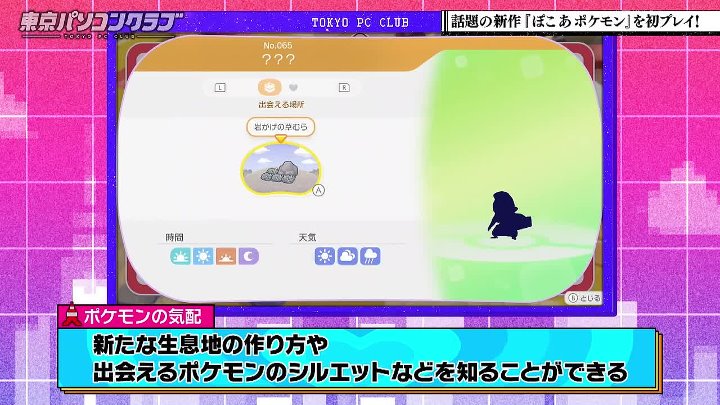 東京パソコンクラブ
TOKYO PC CLUB
TOKYO PC CLUB
話題の新作『ぽこ あ ポケモン』を初プレイ!
No.065
???
L
R
出会える場所
岩かげの草むら
A
時間
天気
B とじる
ポケモンの気配
新たな生息地の作り方や
出会えるポケモンのシルエットなどを知ることができる